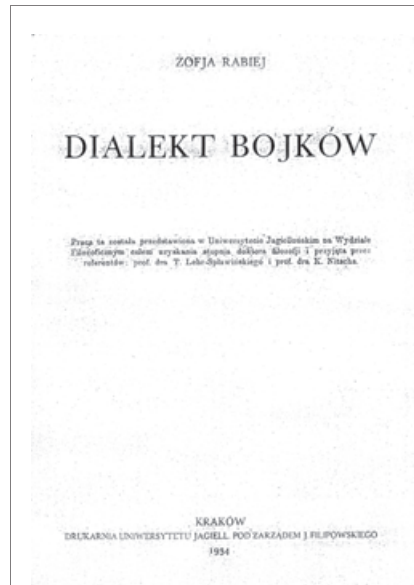 ZOFJA RABIEJ
DIALEKT BOJKÓW
Praca ta została przedstawiona w Uniwersytecie Jagiellońskim na Wydziale
Filozoficznym celem uzyskania stopnia doktora filozofji i przyjęta przez
referentów: prof. dra T. Lehr-Spławińskiego i prof. dra K. Nitscha.
KRAKÓW
DRUKARNIA UNIWERSYTETU JAGIELL. POD ZARZĄDEM J. FILIPOWSKIEGO
1934